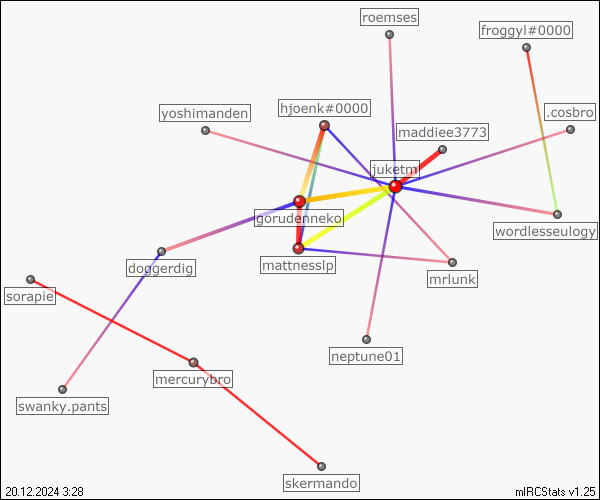 roemses
froggyl#0000
hjoenk#0000
yoshimanden
.cosbro
maddiee3773
juketm
gorudenneko
wordlesseulogy
mattnesslp
doggerdig
mrlunk
sorapie
neptune01
mercurybro
swanky.pants
skermando
20.12.2024 3:28
mIRCStats v1.25